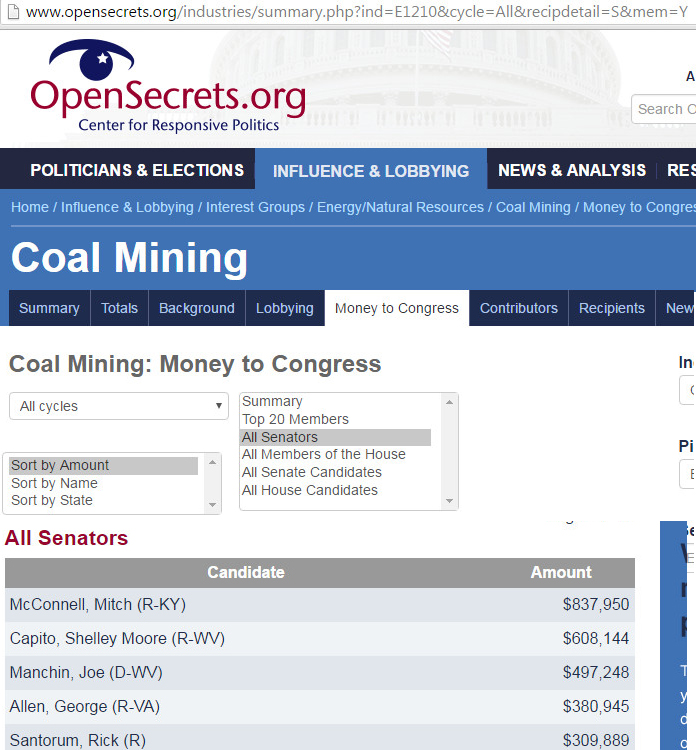 www.opensecrets.org/industries/summary.php?ind=E1210&cycle=All&recipdetail=S&mem=Y
OpenSecrets.org
Center for Responsive Politics
A
Search
POLITICIANS & ELECTIONS
INFLUENCE & LOBBYING
NEWS & ANALYSIS
RES
Home / Influence & Lobbying / Interest Groups / Energy/Natural Resources / Coal Mining / Money to Congres
Coal Mining
Summary
Totals
Background
Lobbying
Money to Congress
Contributors
Recipients
New
Coal Mining: Money to Congress
In
All cycles
Summary
Top 20 Members
All Senators
All Members of the House
All Senate Candidates
All House Candidates
Pi
Sort by Amount
Sort by Name
Sort by State
All Senators
Candidate Amount
McConnell, Mitch (R-KY) $837,950
Capito, Shelley Moore (R-WV) $608,144
Manchin, Joe (D-WV) $497,248
Allen, George (R-VA) $380,945
Santorum, Rick (R) $309,889